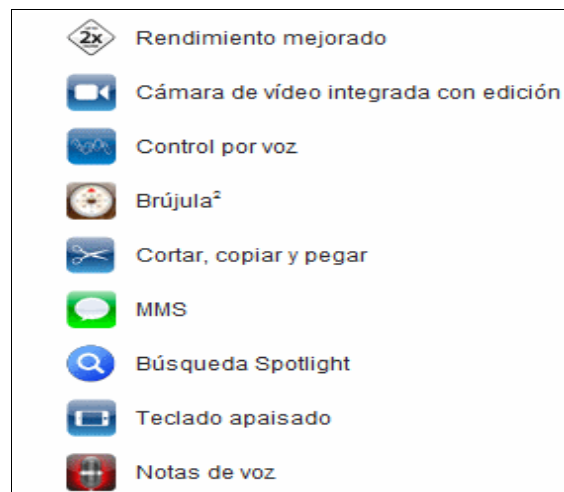 2x
Rendimiento mejorado
Cámara de vídeo integrada con edición
Control por voz
Brújula²
Cortar, copiar y pegar
MMS
Búsqueda Spotlight
Teclado apaisado
Notas de voz